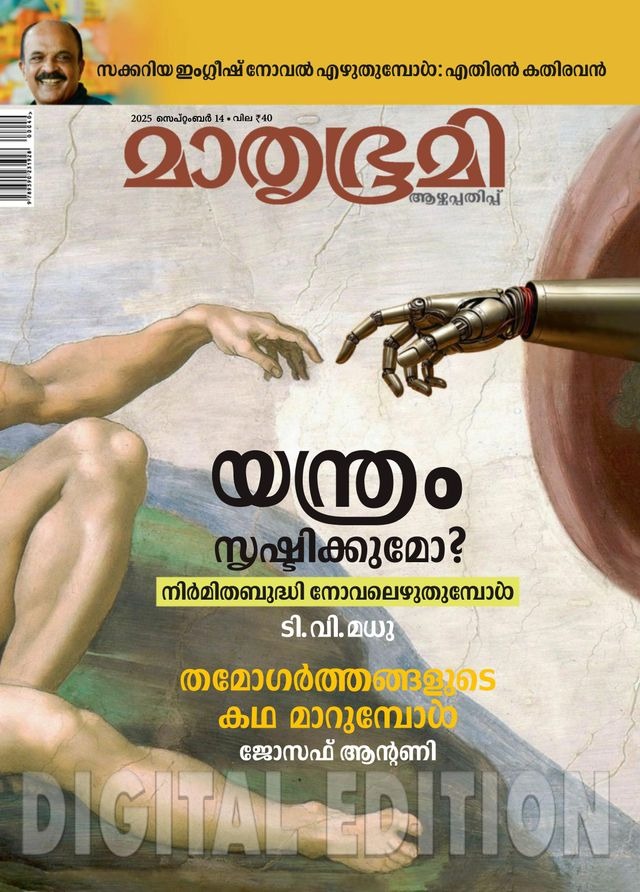 സക്കറിയ ഇംഗ്ലീഷ് നോവൽ എഴുതുമ്പോൾ: എതിരൻ കതിരവൻ
2025 സെപ്റ്റംബർ 14 • വില ₹40
മാതൃഭൂമി
ആഴ്ചപ്പതിപ്പ്
യന്ത്രം
സൃഷ്ടിക്കുമോ?
നിർമിതബുദ്ധി നോവലെഴുതുമ്പോൾ
ടി.വി.മധു
തമോഗർത്തങ്ങളുടെ
കഥ മാറുമ്പോൾ
ജോസഫ് ആന്റണി
DIGITAL EDITION